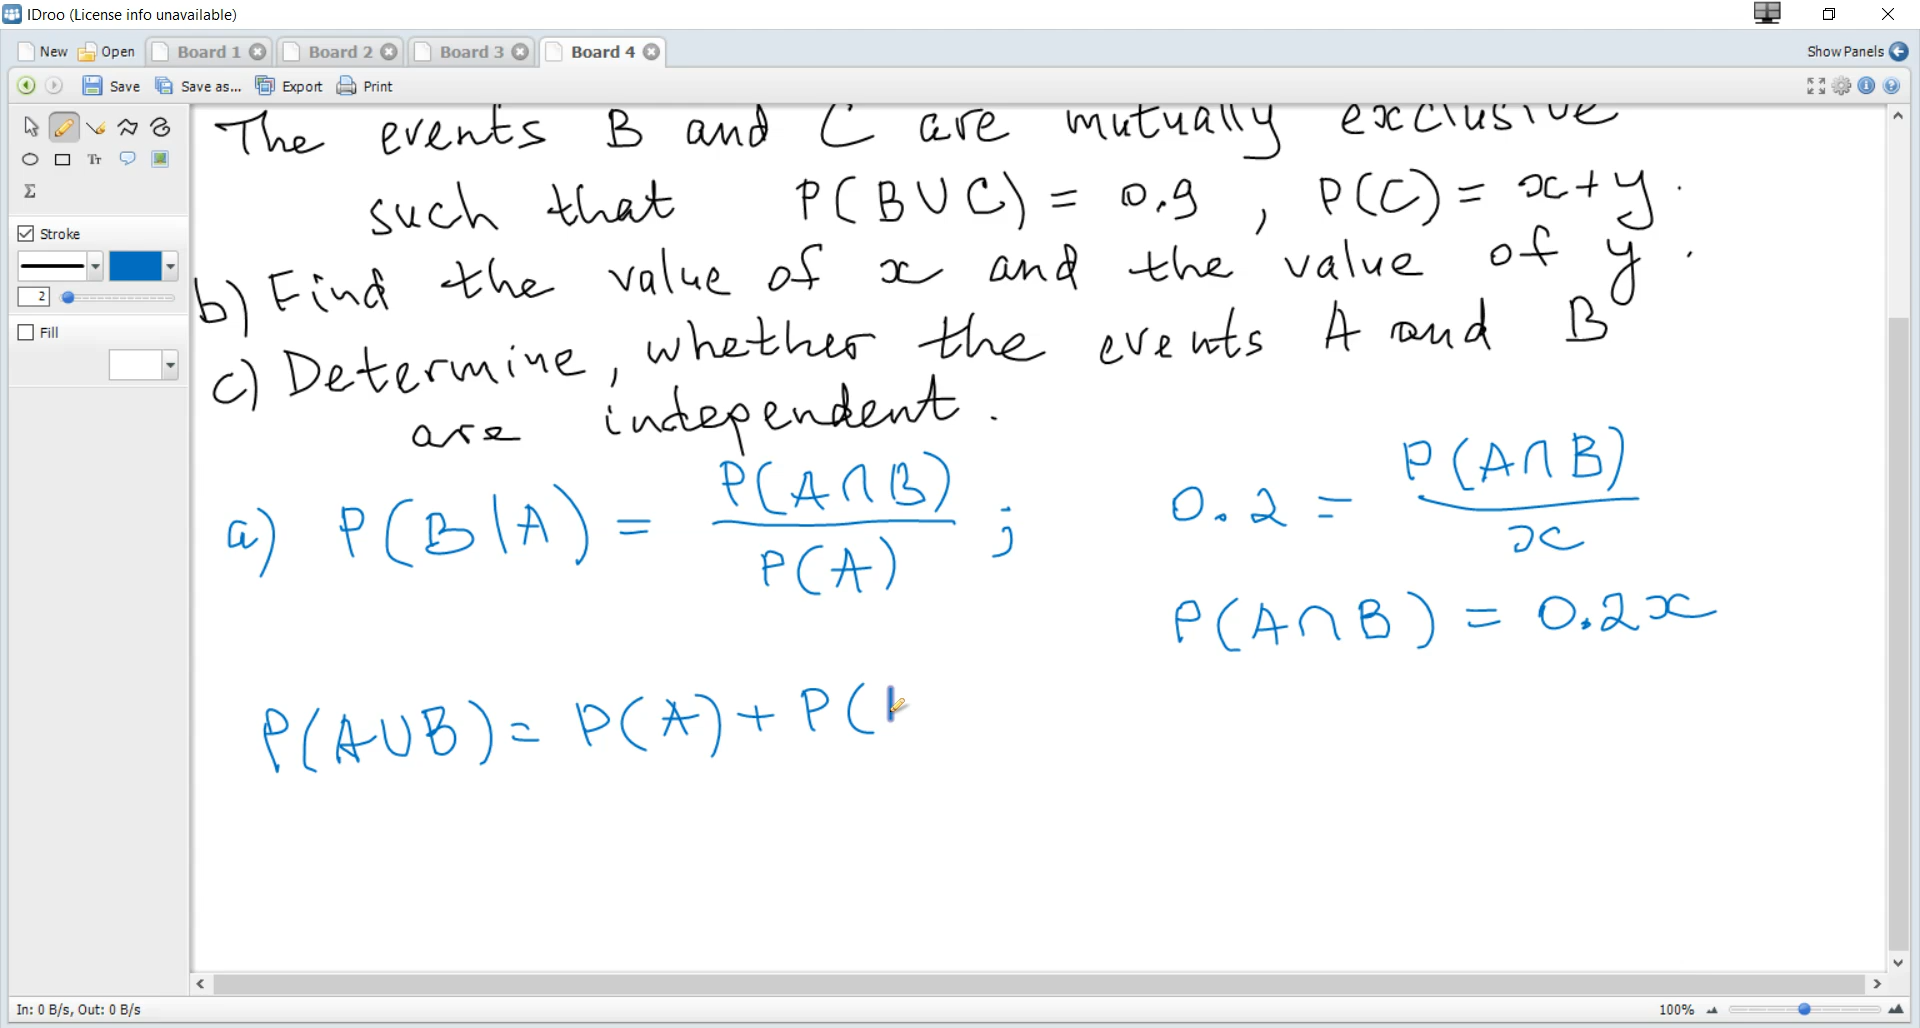 IDroo (License info unavailable)
New Open Board 1 Board 2 Board 3 Board 4 Show Panels
Save Save as... Export Print
The events B and C are mutually exclusive
such that P(B∪C) = 0.9 , P(C) = x+y .
b) Find the value of x and the value of y .
c) Determine, whether the events A and B
are independent .
a) P(B|A) = P(A∩B) / P(A) ; 0.2 = P(A∩B) / x
P(A∩B) = 0.2x
P(A∪B) = P(A) + P(
Tt
Σ
Stroke
2
Fill
In: 0 B/s, Out: 0 B/s 100%